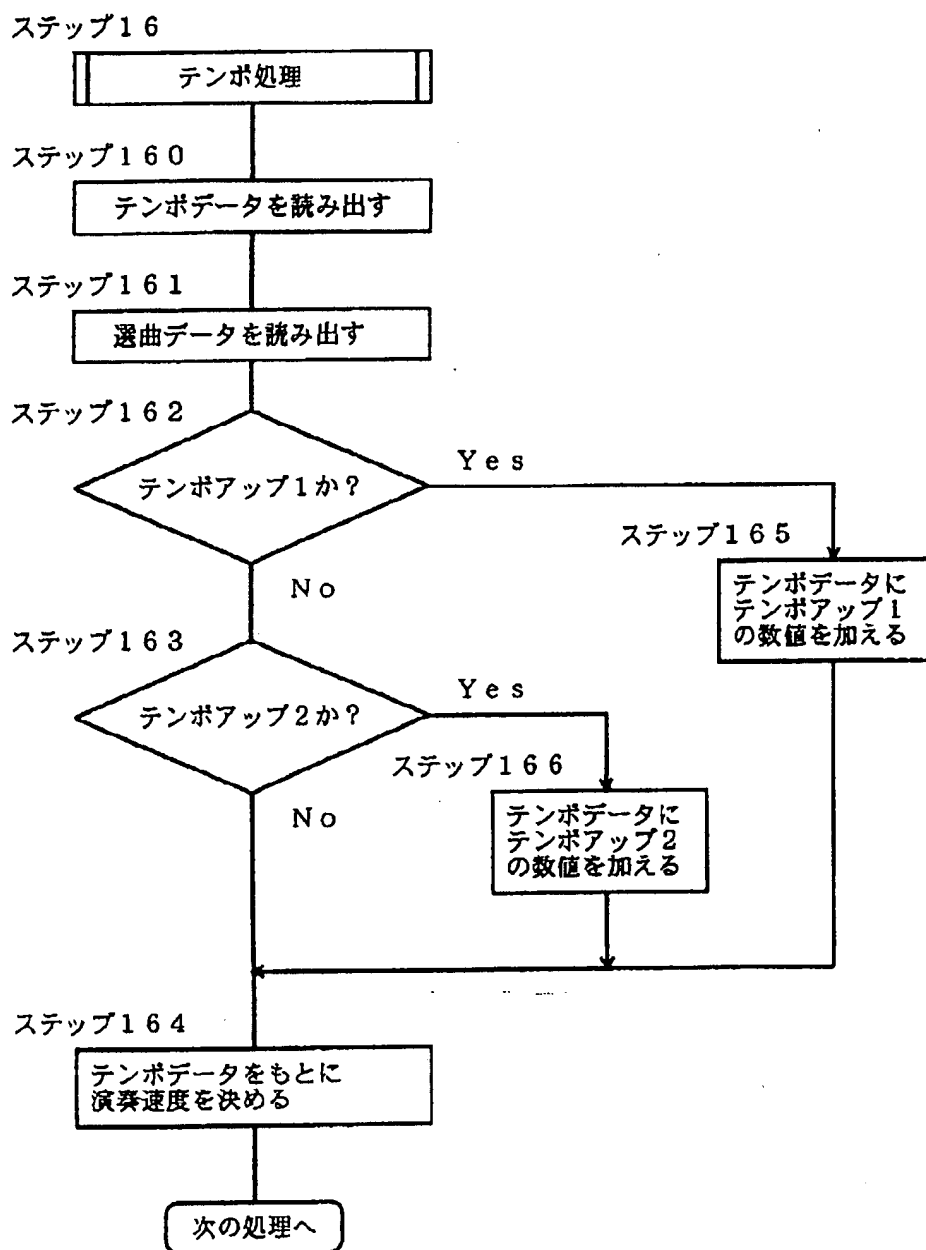 ステップ16
テンポ処理
ステップ160
テンポデータを読み出す
ステップ161
選曲データを読み出す
ステップ162
テンポアップ1か？
Yes
No
ステップ165
テンポデータに
テンポアップ1
の数値を加える
ステップ163
テンポアップ2か？
Yes
No
ステップ166
テンポデータに
テンポアップ2
の数値を加える
ステップ164
テンポデータをもとに
演奏速度を決める
次の処理へ